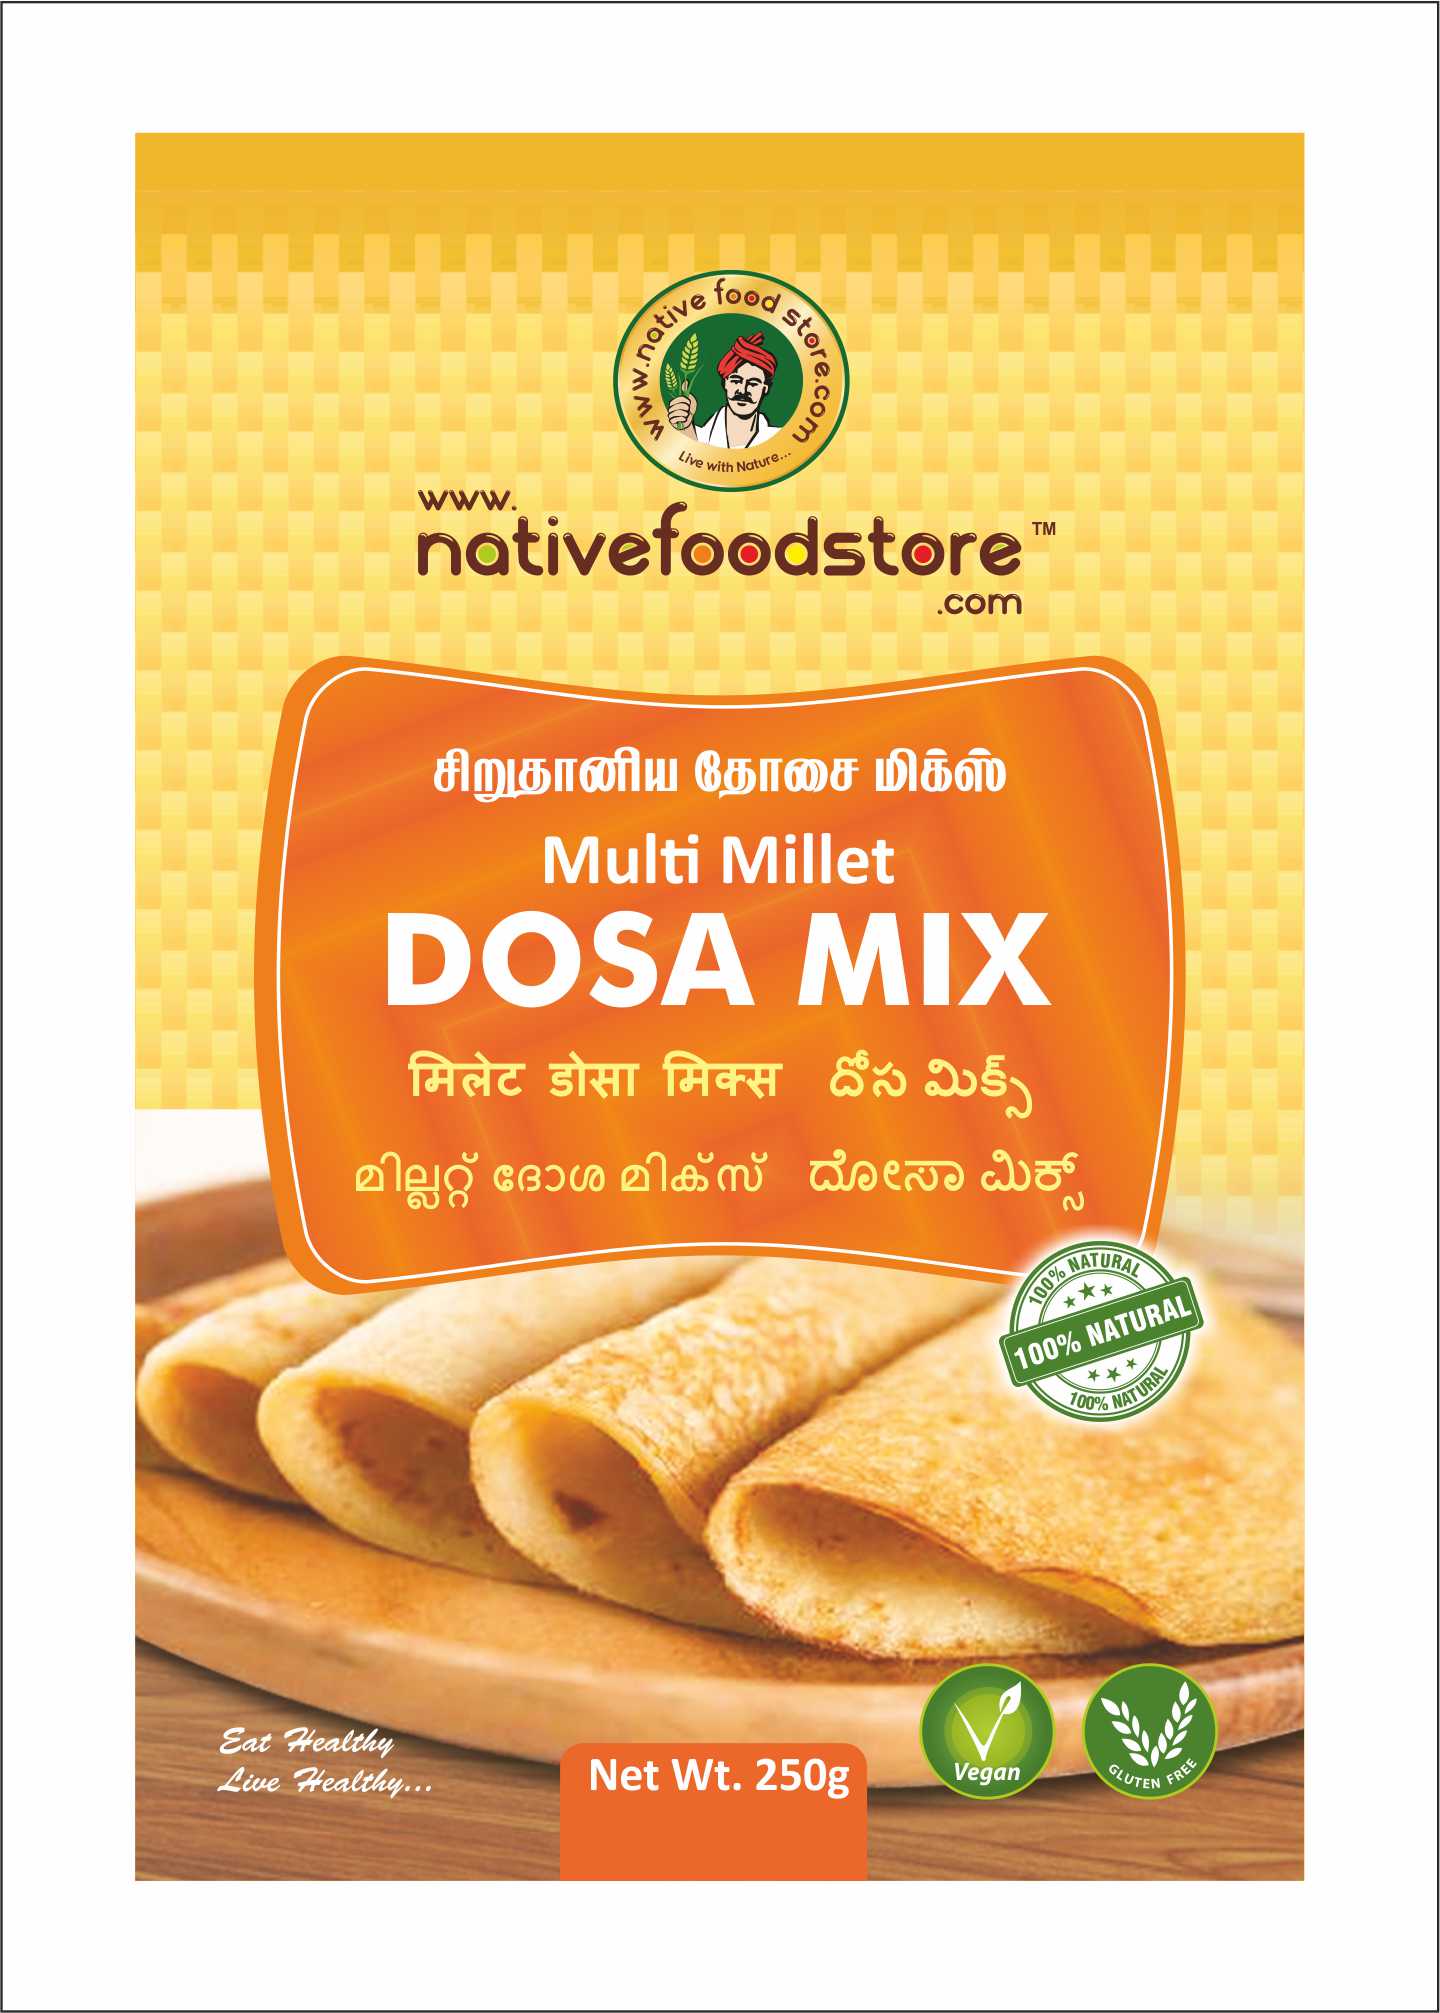 www.native food store.com
Live with Nature...
www.
nativefoodstore™
.com
சிறுதானிய தோசை மிக்ஸ்
Multi Millet
DOSA MIX
मिलेट डोसा मिक्स దోస మిక్స్
മില്ലറ്റ് ദോശ മിക്സ് ದೋಸಾ ಮಿಕ್ಸ್
100% NATURAL
100% NATURAL
100% NATURAL
Vegan
GLUTEN FREE
Eat Healthy
Live Healthy...
Net Wt. 250g